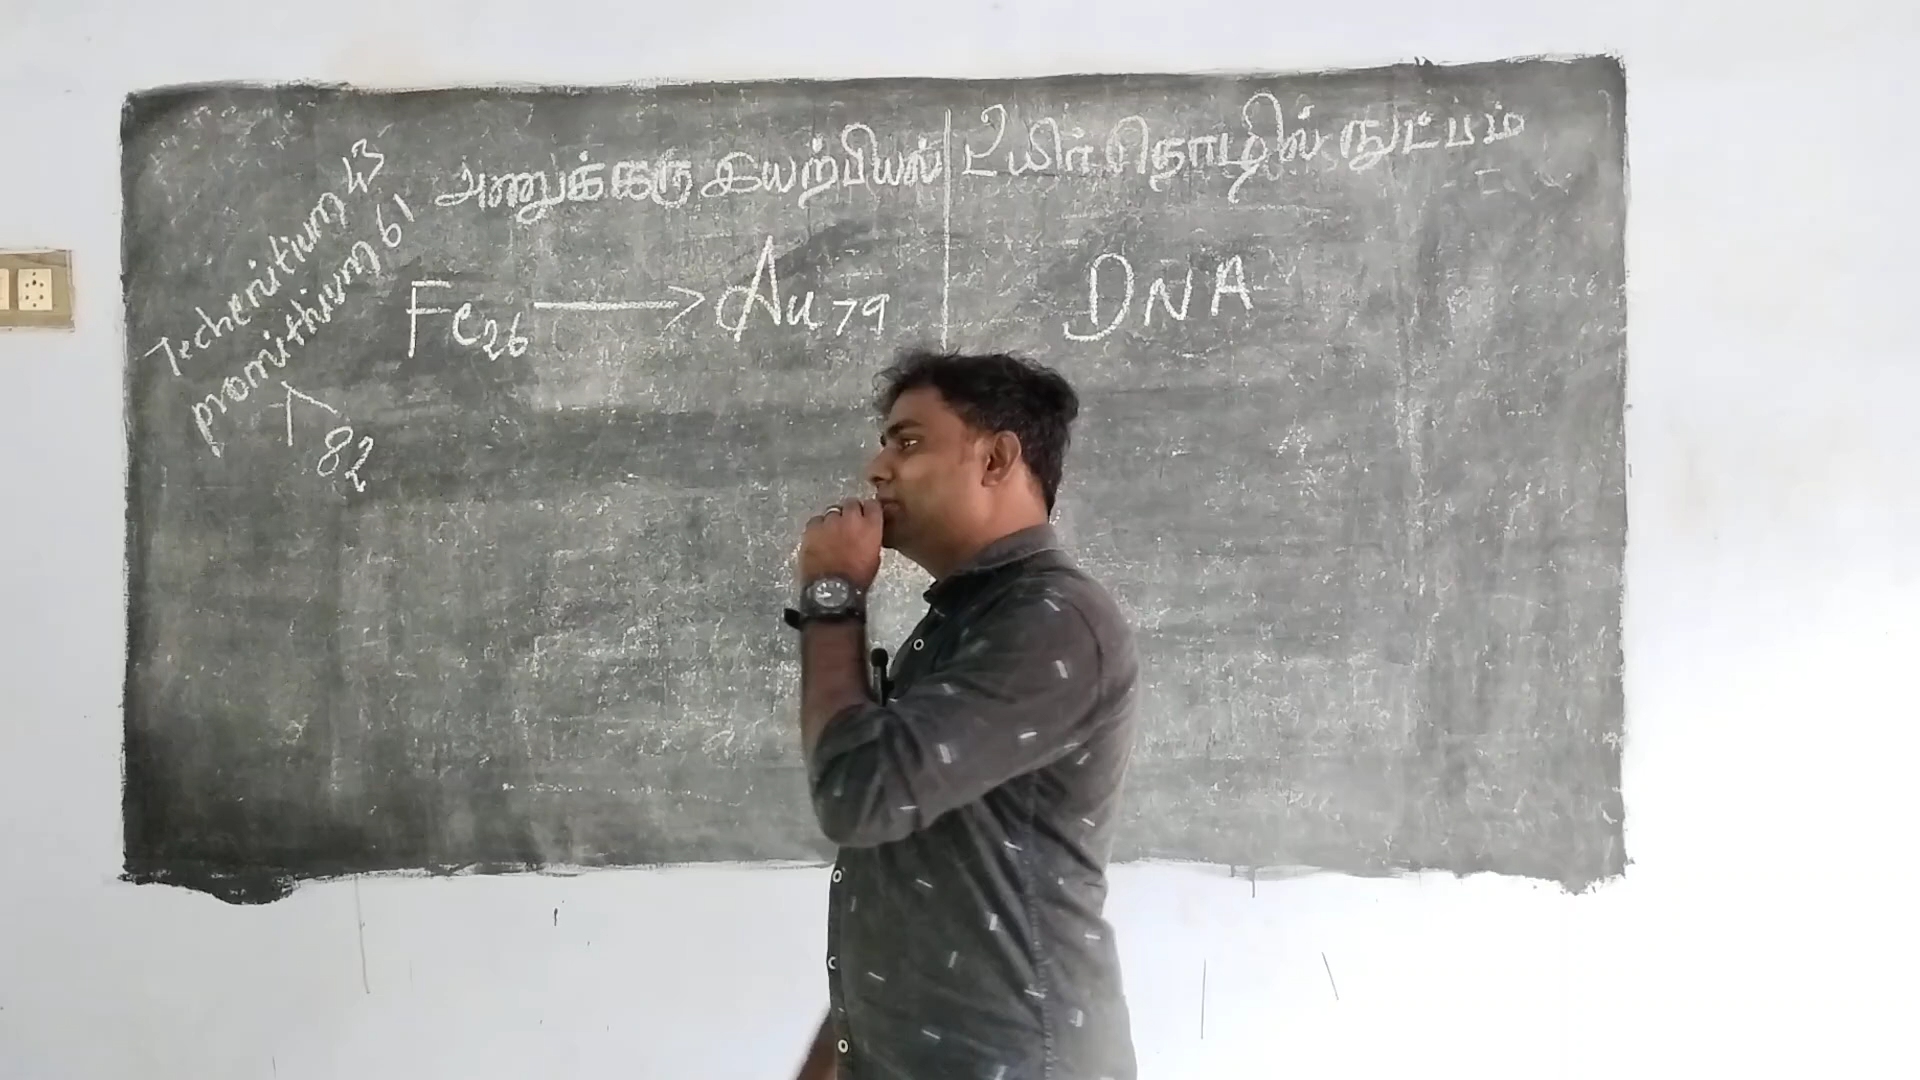 அணுக்கரு இயற்பியல் உயிர் தொழில் நுட்பம்
Techenitium 43
promithium 61
82
Fe26 → Au79
DNA